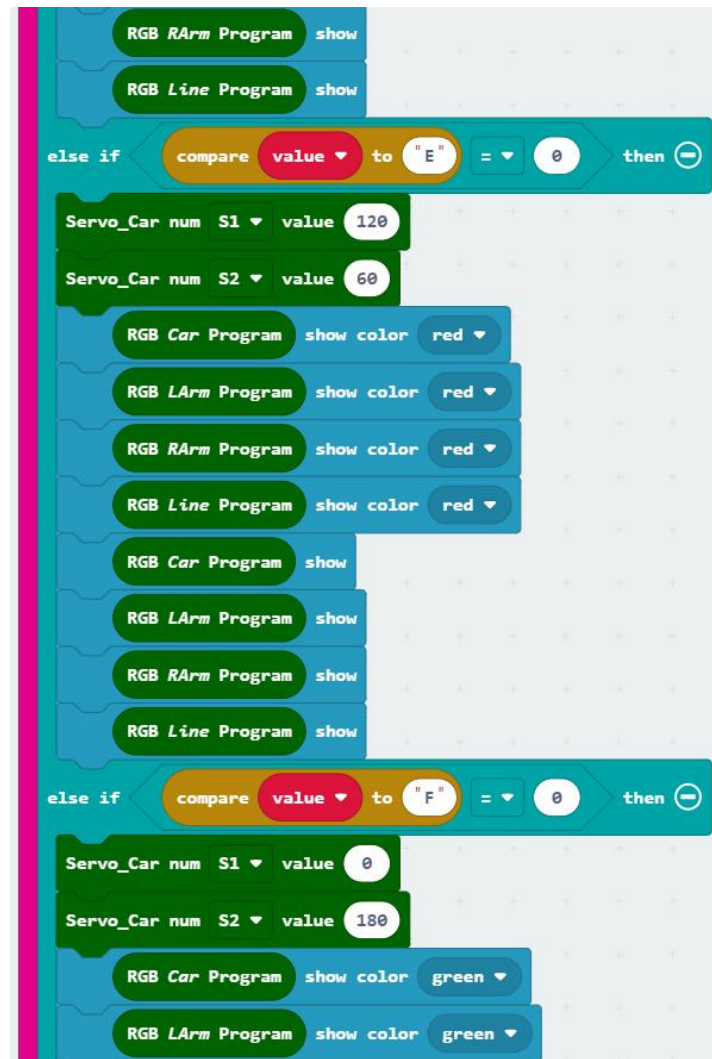 RGB RArm Program show
RGB Line Program show
else if compare value to "E" = 0 then
Servo_Car num S1 value 120
Servo_Car num S2 value 60
RGB Car Program show color red
RGB LArm Program show color red
RGB RArm Program show color red
RGB Line Program show color red
RGB Car Program show
RGB LArm Program show
RGB RArm Program show
RGB Line Program show
else if compare value to "F" = 0 then
Servo_Car num S1 value 0
Servo_Car num S2 value 180
RGB Car Program show color green
RGB LArm Program show color green